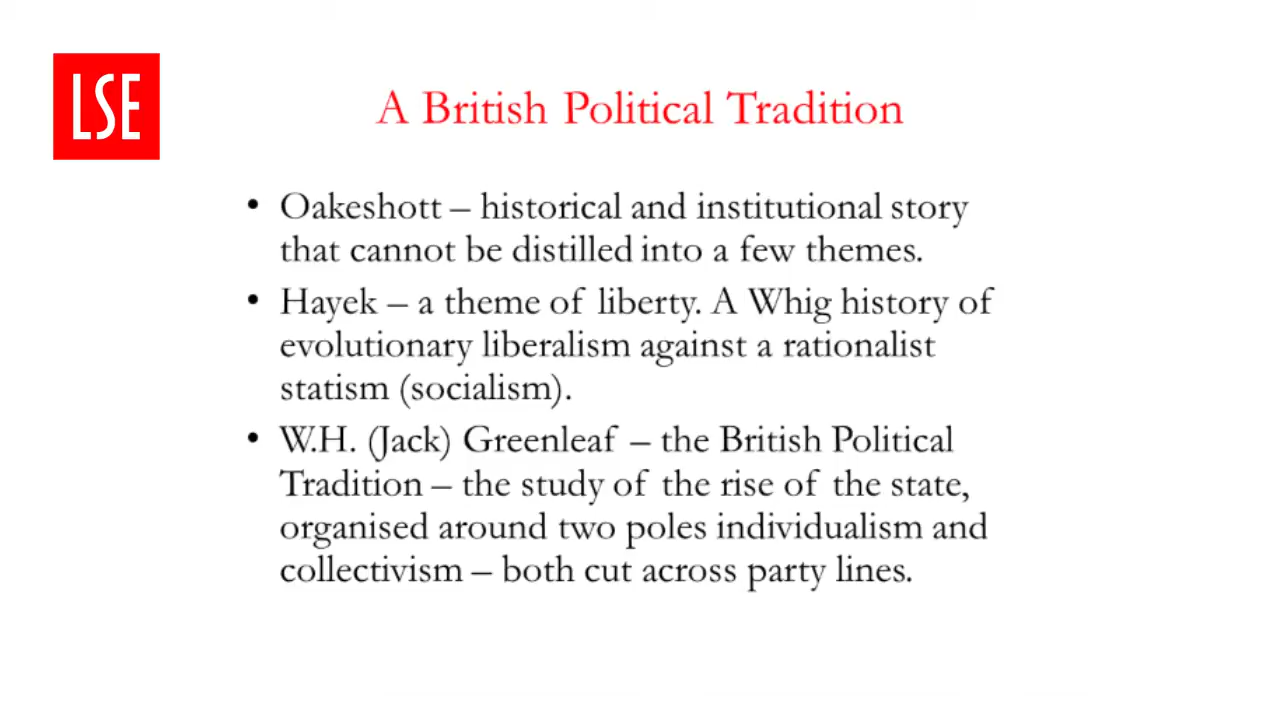 LSE
A British Political Tradition
• Oakeshott – historical and institutional story
that cannot be distilled into a few themes.
• Hayek – a theme of liberty. A Whig history of
evolutionary liberalism against a rationalist
statism (socialism).
• W.H. (Jack) Greenleaf – the British Political
Tradition – the study of the rise of the state,
organised around two poles individualism and
collectivism – both cut across party lines.